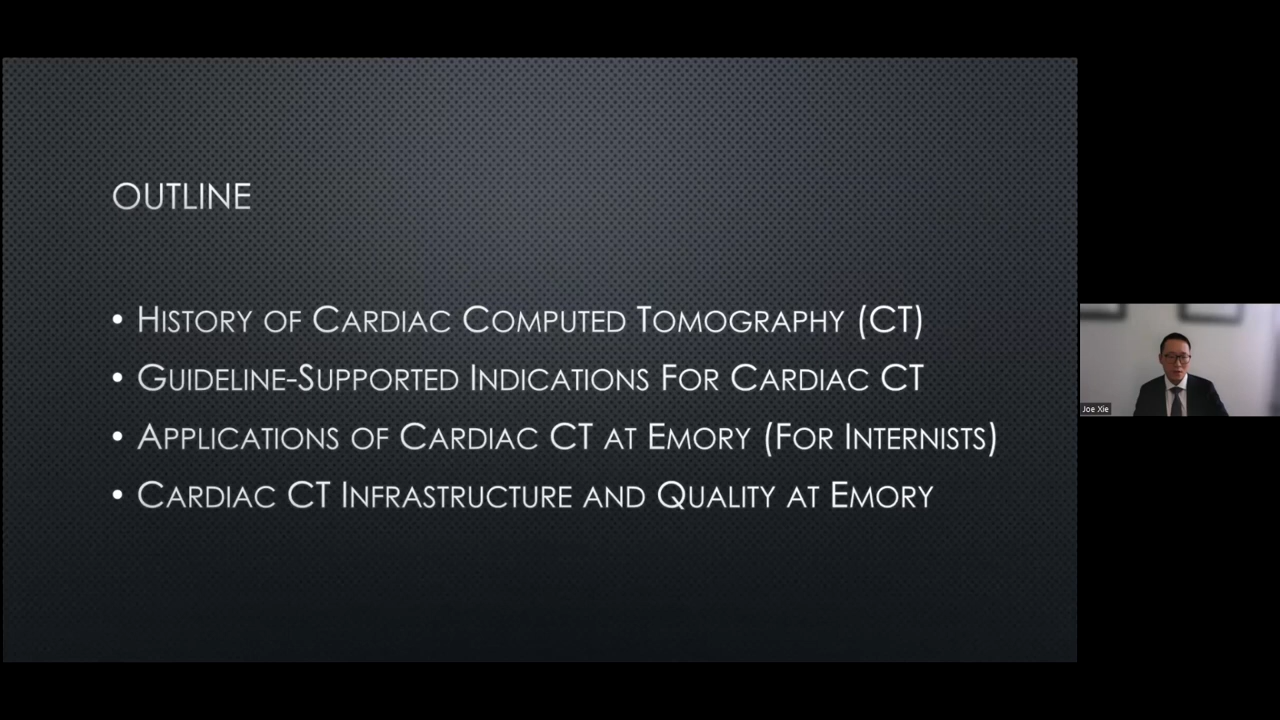 OUTLINE
• HISTORY OF CARDIAC COMPUTED TOMOGRAPHY (CT)
• GUIDELINE-SUPPORTED INDICATIONS FOR CARDIAC CT
• APPLICATIONS OF CARDIAC CT AT EMORY (FOR INTERNISTS)
• CARDIAC CT INFRASTRUCTURE AND QUALITY AT EMORY
Joe Xie